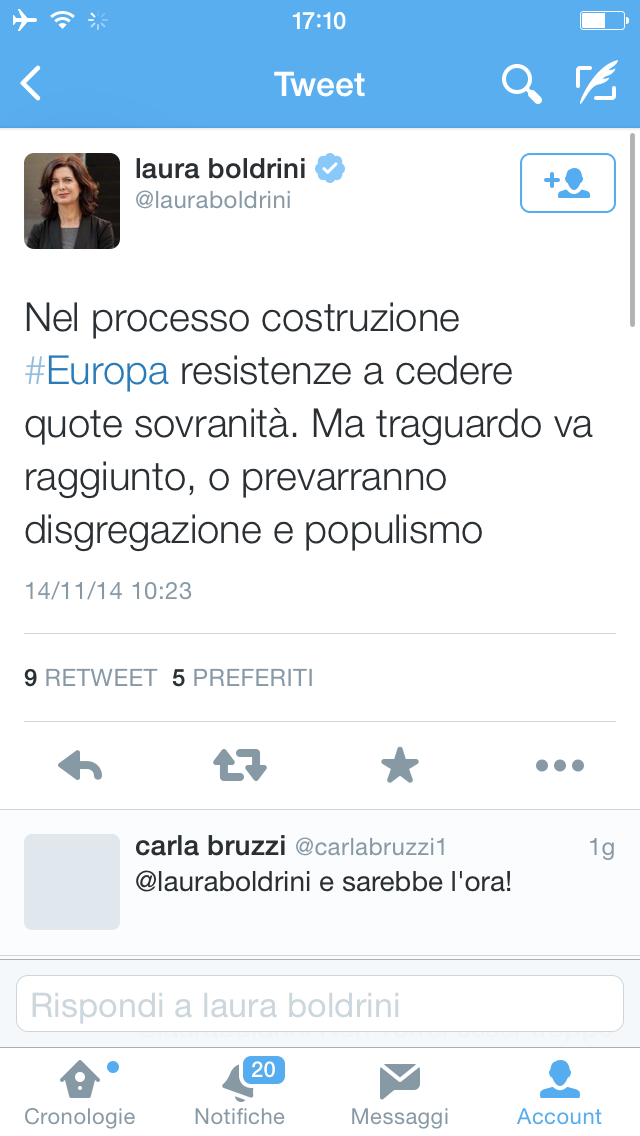 17:10
Tweet
laura boldrini
@lauraboldrini
Nel processo costruzione
#Europa resistenze a cedere
quote sovranità. Ma traguardo va
raggiunto, o prevarranno
disgregazione e populismo
14/11/14 10:23
9 RETWEET 5 PREFERITI
carla bruzzi @carlabruzzi1 1g
@lauraboldrini e sarebbe l'ora!
Rispondi a laura boldrini
20
Cronologie Notifiche Messaggi Account